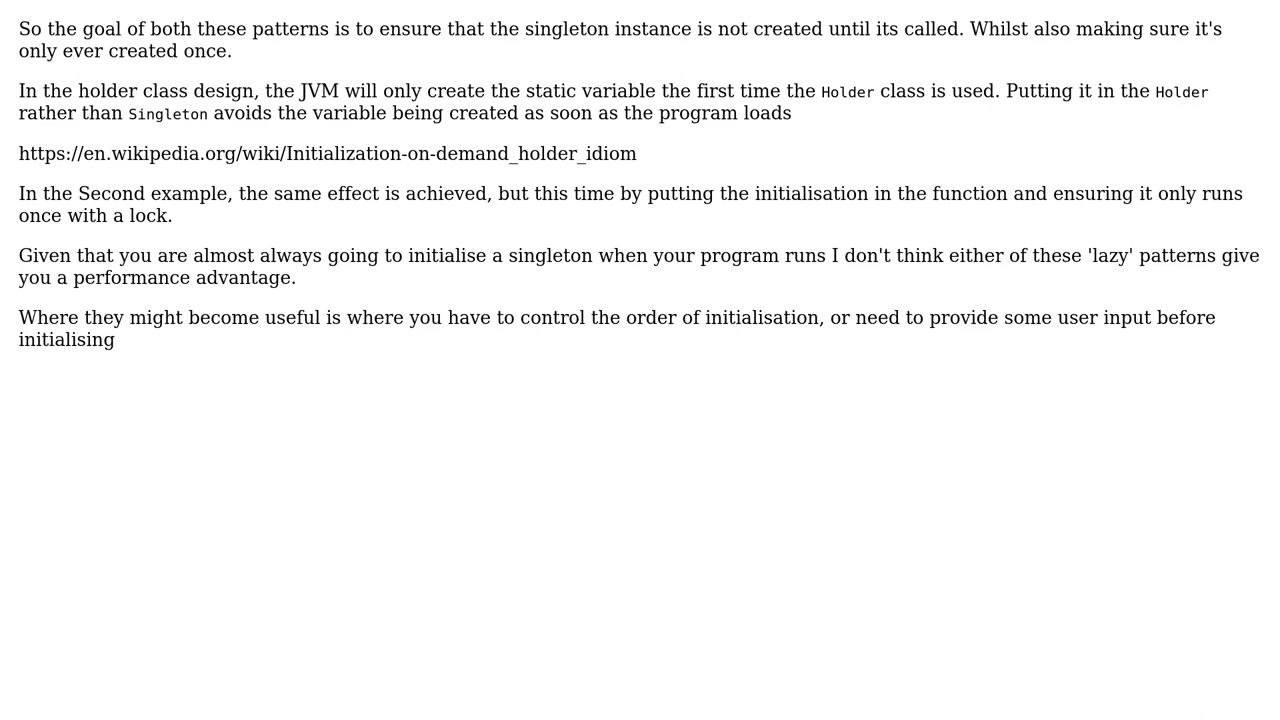 So the goal of both these patterns is to ensure that the singleton instance is not created until its called. Whilst also making sure it's
only ever created once.
In the holder class design, the JVM will only create the static variable the first time the Holder class is used. Putting it in the Holder
rather than Singleton avoids the variable being created as soon as the program loads
https://en.wikipedia.org/wiki/Initialization-on-demand_holder_idiom
In the Second example, the same effect is achieved, but this time by putting the initialisation in the function and ensuring it only runs
once with a lock.
Given that you are almost always going to initialise a singleton when your program runs I don't think either of these 'lazy' patterns give
you a performance advantage.
Where they might become useful is where you have to control the order of initialisation, or need to provide some user input before
initialising